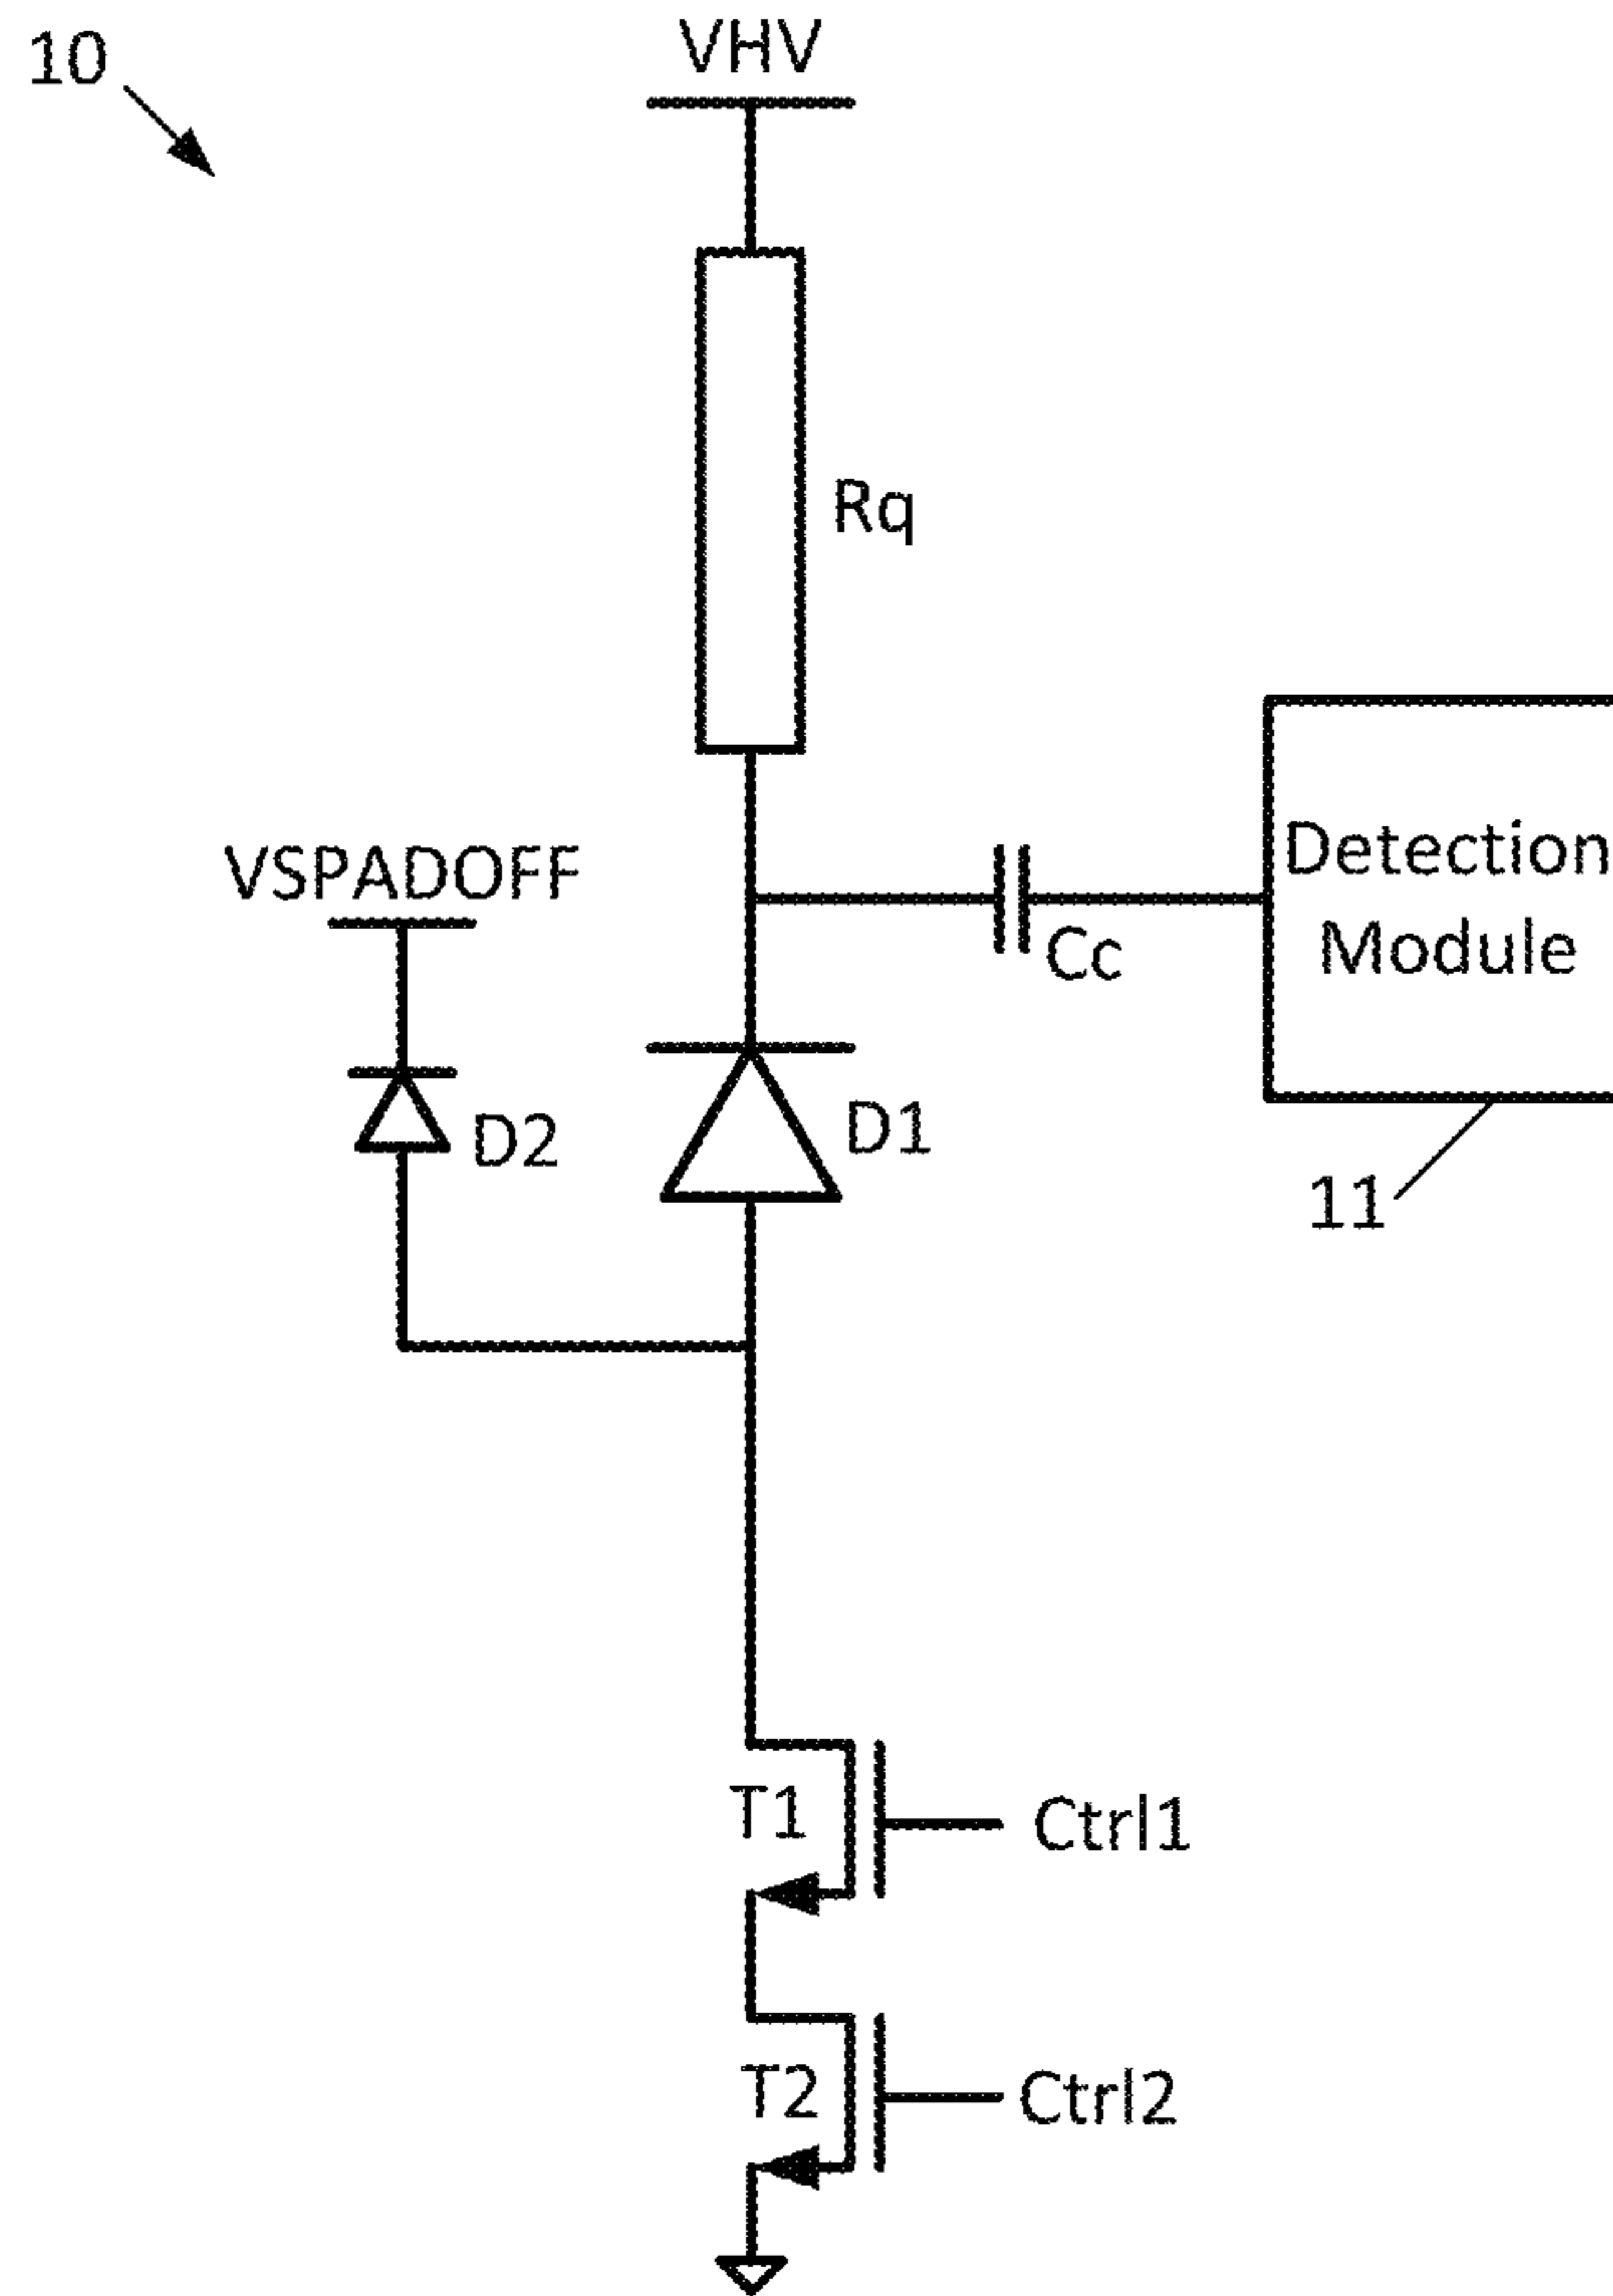 10
VHV
Rq
VSPADOFF
Detection
Module
Cc
D2
D1
11
T1
Ctrl1
T2
Ctrl2